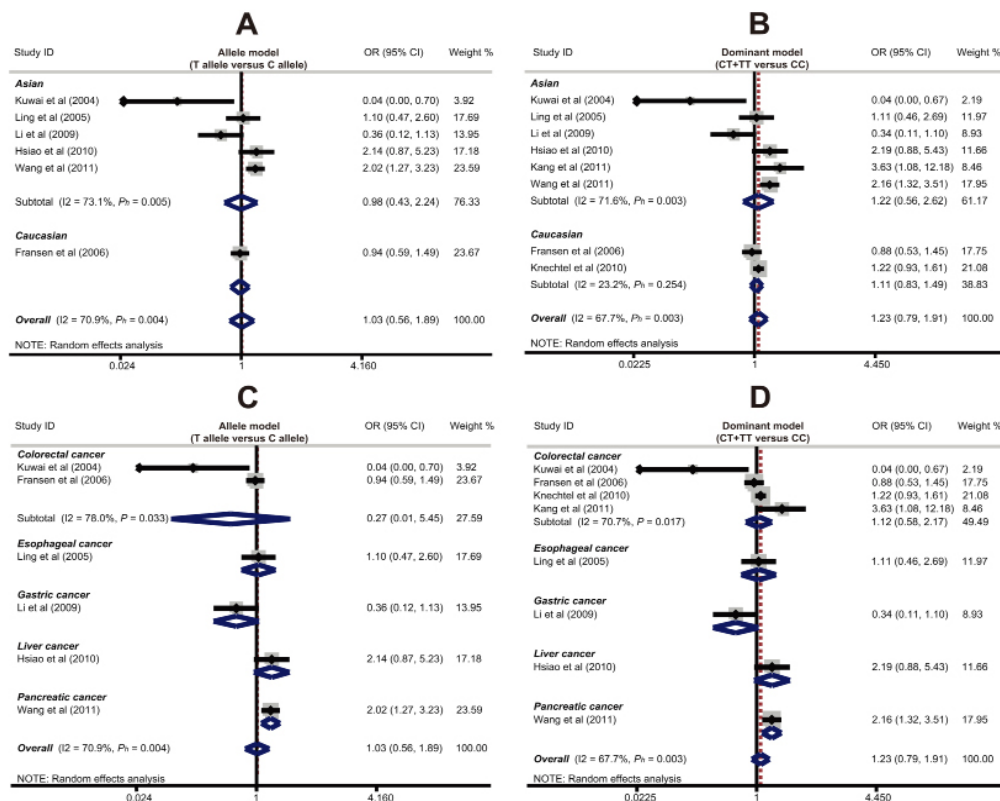 A
Study ID Allele model OR (95% CI) Weight %
(T allele versus C allele)
Asian
Kuwai et al (2004) 0.04 (0.00, 0.70) 3.92
Ling et al (2005) 1.10 (0.47, 2.60) 17.69
Li et al (2009) 0.36 (0.12, 1.13) 13.95
Hsiao et al (2010) 2.14 (0.87, 5.23) 17.18
Wang et al (2011) 2.02 (1.27, 3.23) 23.59
Subtotal (I2 = 73.1%, Ph = 0.005) 0.98 (0.43, 2.24) 76.33
Caucasian
Fransen et al (2006) 0.94 (0.59, 1.49) 23.67
Overall (I2 = 70.9%, Ph = 0.004) 1.03 (0.56, 1.89) 100.00
NOTE: Random effects analysis
0.024 1 4.160
B
Study ID Dominant model OR (95% CI) Weight %
(CT+TT versus CC)
Asian
Kuwai et al (2004) 0.04 (0.00, 0.67) 2.19
Ling et al (2005) 1.11 (0.46, 2.69) 11.97
Li et al (2009) 0.34 (0.11, 1.10) 8.93
Hsiao et al (2010) 2.19 (0.88, 5.43) 11.66
Kang et al (2011) 3.63 (1.08, 12.18) 8.46
Wang et al (2011) 2.16 (1.32, 3.51) 17.95
Subtotal (I2 = 71.6%, Ph = 0.003) 1.22 (0.56, 2.62) 61.17
Caucasian
Fransen et al (2006) 0.88 (0.53, 1.45) 17.75
Knechtel et al (2010) 1.22 (0.93, 1.61) 21.08
Subtotal (I2 = 23.2%, Ph = 0.254) 1.11 (0.83, 1.49) 38.83
Overall (I2 = 67.7%, Ph = 0.003) 1.23 (0.79, 1.91) 100.00
NOTE: Random effects analysis
0.0225 1 4.450
C
Study ID Allele model OR (95% CI) Weight %
(T allele versus C allele)
Colorectal cancer
Kuwai et al (2004) 0.04 (0.00, 0.70) 3.92
Fransen et al (2006) 0.94 (0.59, 1.49) 23.67
Subtotal (I2 = 78.0%, P = 0.033) 0.27 (0.01, 5.45) 27.59
Esophageal cancer
Ling et al (2005) 1.10 (0.47, 2.60) 17.69
Gastric cancer
Li et al (2009) 0.36 (0.12, 1.13) 13.95
Liver cancer
Hsiao et al (2010) 2.14 (0.87, 5.23) 17.18
Pancreatic cancer
Wang et al (2011) 2.02 (1.27, 3.23) 23.59
Overall (I2 = 70.9%, Ph = 0.004) 1.03 (0.56, 1.89) 100.00
NOTE: Random effects analysis
0.024 1 4.160
D
Study ID Dominant model OR (95% CI) Weight %
(CT+TT versus CC)
Colorectal cancer
Kuwai et al (2004) 0.04 (0.00, 0.67) 2.19
Fransen et al (2006) 0.88 (0.53, 1.45) 17.75
Knechtel et al (2010) 1.22 (0.93, 1.61) 21.08
Kang et al (2011) 3.63 (1.08, 12.18) 8.46
Subtotal (I2 = 70.7%, P = 0.017) 1.12 (0.58, 2.17) 49.49
Esophageal cancer
Ling et al (2005) 1.11 (0.46, 2.69) 11.97
Gastric cancer
Li et al (2009) 0.34 (0.11, 1.10) 8.93
Liver cancer
Hsiao et al (2010) 2.19 (0.88, 5.43) 11.66
Pancreatic cancer
Wang et al (2011) 2.16 (1.32, 3.51) 17.95
Overall (I2 = 67.7%, Ph = 0.003) 1.23 (0.79, 1.91) 100.00
NOTE: Random effects analysis
0.0225 1 4.450